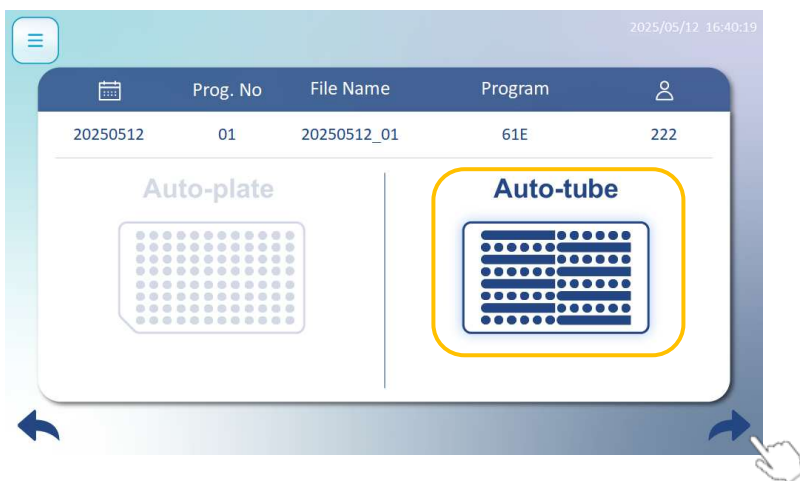 2025/05/12 16:40:19
Prog. No File Name Program
20250512 01 20250512_01 61E 222
Auto-plate Auto-tube